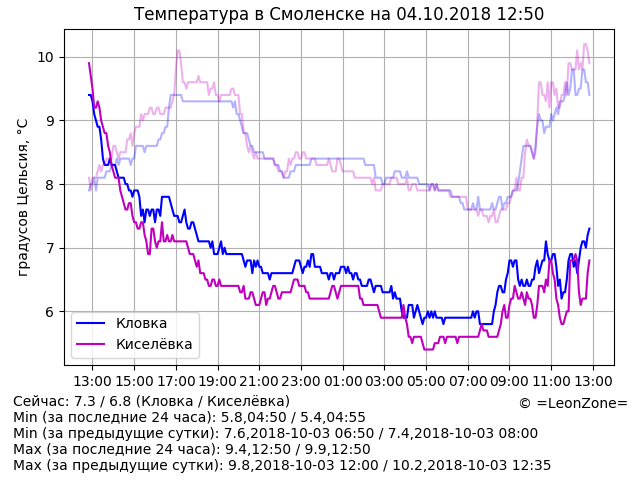 Температура в Смоленске на 04.10.2018 12:50
градусов Цельсия, °C
10
9
8
7
6
Кловка
Киселёвка
13:00 15:00 17:00 19:00 21:00 23:00 01:00 03:00 05:00 07:00 09:00 11:00 13:00
Сейчас: 7.3 / 6.8 (Кловка / Киселёвка)
© =LeonZone=
Min (за последние 24 часа): 5.8,04:50 / 5.4,04:55
Min (за предыдущие сутки): 7.6,2018-10-03 06:50 / 7.4,2018-10-03 08:00
Max (за последние 24 часа): 9.4,12:50 / 9.9,12:50
Max (за предыдущие сутки): 9.8,2018-10-03 12:00 / 10.2,2018-10-03 12:35